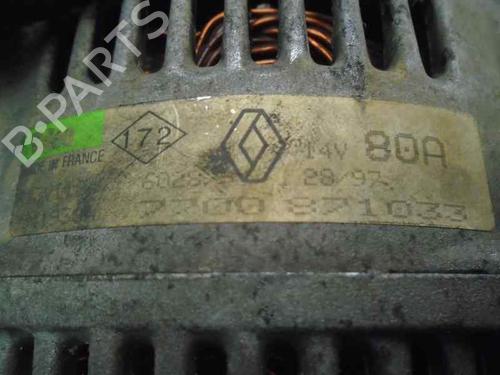 B-PARTS
172
14V 80A
IN FRANCE
28 97
7700 871033